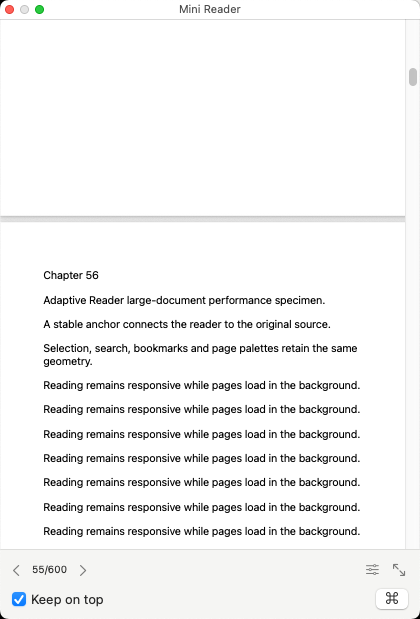 Mini Reader
Chapter 56
Adaptive Reader large-document performance specimen.
A stable anchor connects the reader to the original source.
Selection, search, bookmarks and page palettes retain the same
geometry.
Reading remains responsive while pages load in the background.
Reading remains responsive while pages load in the background.
Reading remains responsive while pages load in the background.
Reading remains responsive while pages load in the background.
Reading remains responsive while pages load in the background.
Reading remains responsive while pages load in the background.
Reading remains responsive while pages load in the background.
55/600
Keep on top
⌘